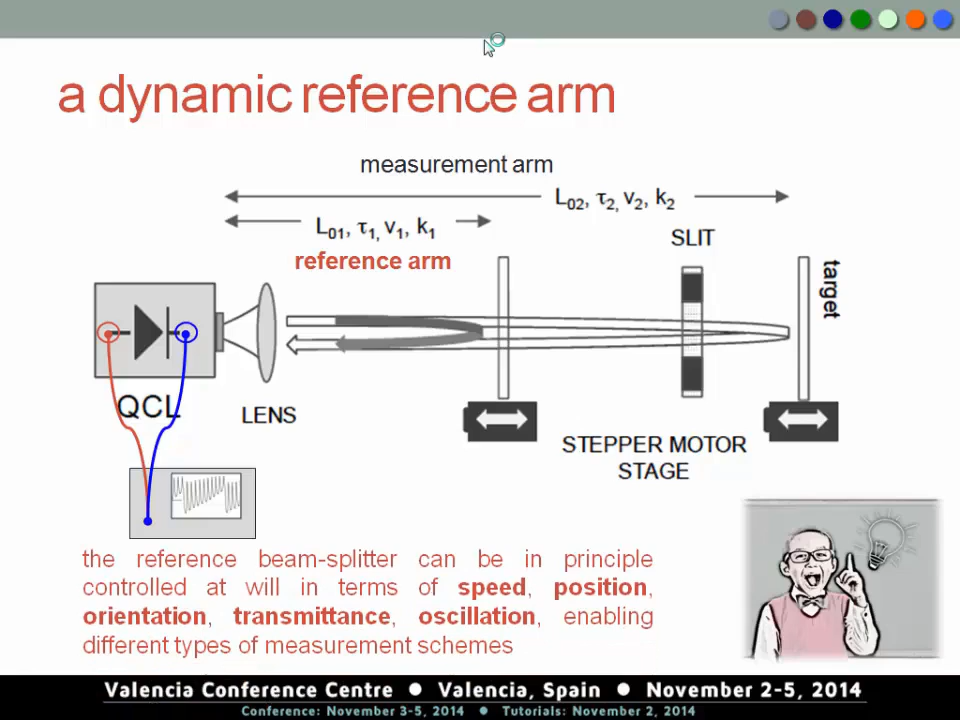 a dynamic reference arm
measurement arm
L02, τ2, v2, k2
L01, τ1, v1, k1
reference arm
SLIT
target
QCL
LENS
STEPPER MOTOR
STAGE
the reference beam-splitter can be in principle
controlled at will in terms of speed, position,
orientation, transmittance, oscillation, enabling
different types of measurement schemes
Valencia Conference Centre ● Valencia, Spain ● November 2-5, 2014
Conference: November 3-5, 2014 ● Tutorials: November 2, 2014